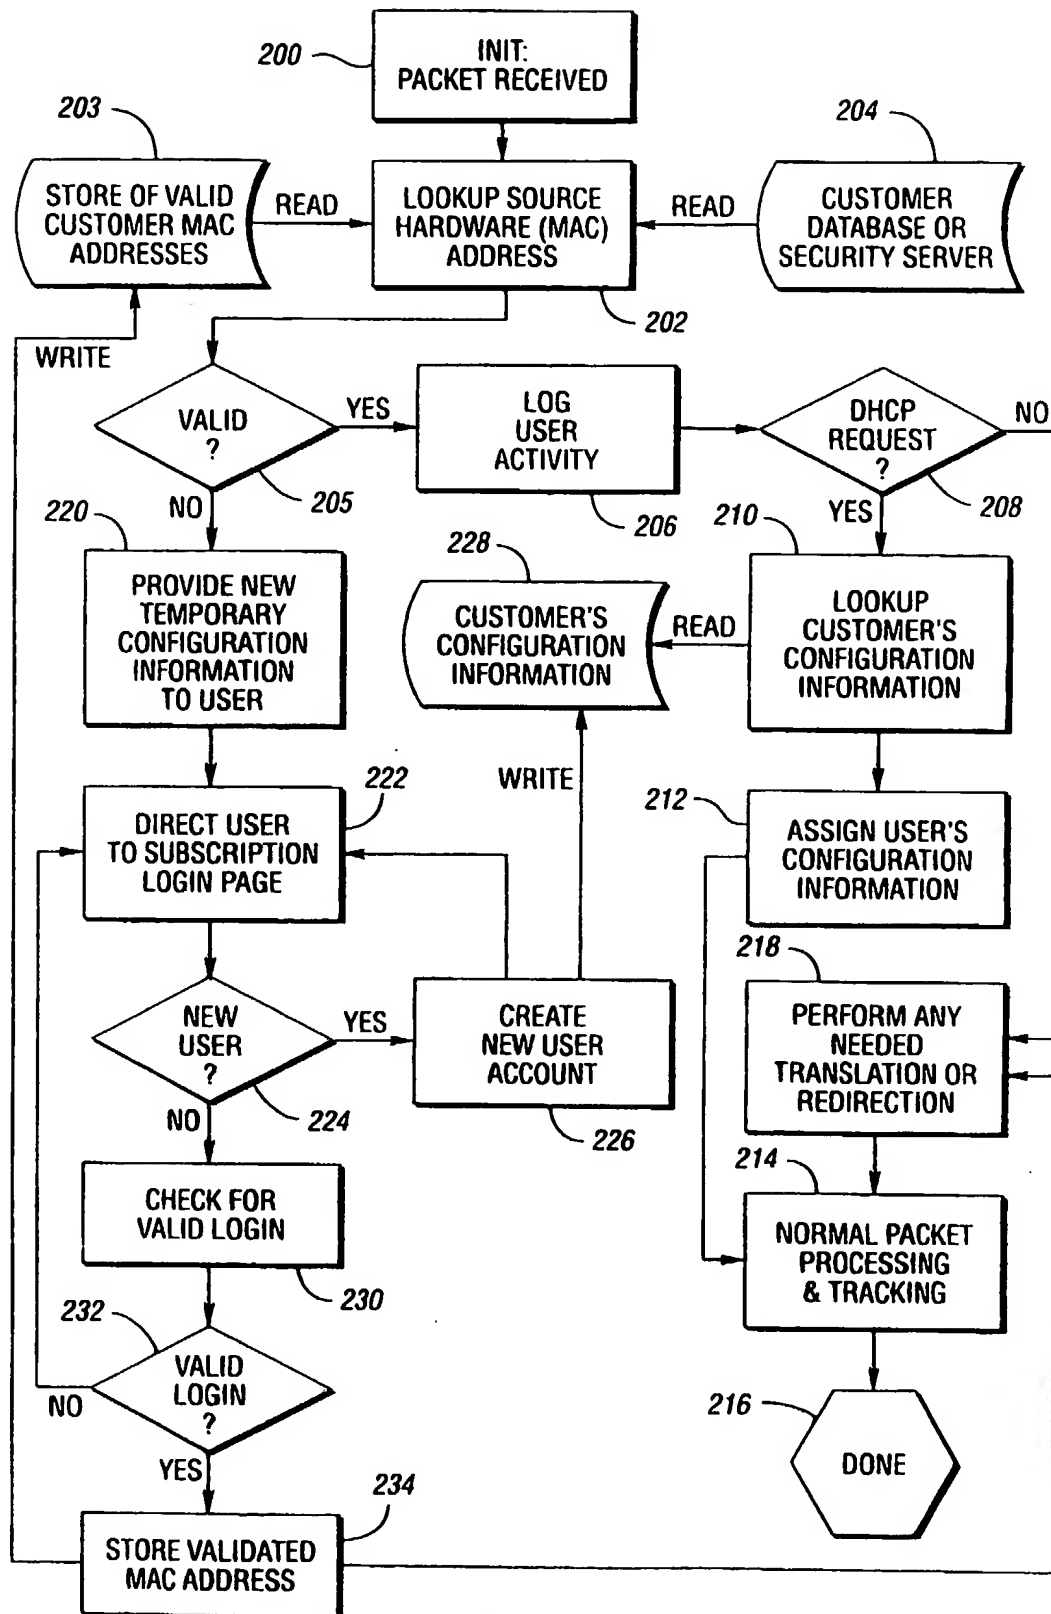 200
INIT:
PACKET RECEIVED
203
STORE OF VALID
CUSTOMER MAC
ADDRESSES
READ
LOOKUP SOURCE
HARDWARE (MAC)
ADDRESS
202
READ
204
CUSTOMER
DATABASE OR
SECURITY SERVER
WRITE
VALID
?
205
YES
LOG
USER
ACTIVITY
206
DHCP
REQUEST
?
208
NO
NO
YES
220
PROVIDE NEW
TEMPORARY
CONFIGURATION
INFORMATION
TO USER
228
CUSTOMER'S
CONFIGURATION
INFORMATION
READ
210
LOOKUP
CUSTOMER'S
CONFIGURATION
INFORMATION
WRITE
222
DIRECT USER
TO SUBSCRIPTION
LOGIN PAGE
212
ASSIGN USER'S
CONFIGURATION
INFORMATION
NEW
USER
?
224
YES
CREATE
NEW USER
ACCOUNT
226
218
PERFORM ANY
NEEDED
TRANSLATION OR
REDIRECTION
NO
CHECK FOR
VALID LOGIN
230
214
NORMAL PACKET
PROCESSING
& TRACKING
232
VALID
LOGIN
?
NO
YES
216
DONE
234
STORE VALIDATED
MAC ADDRESS